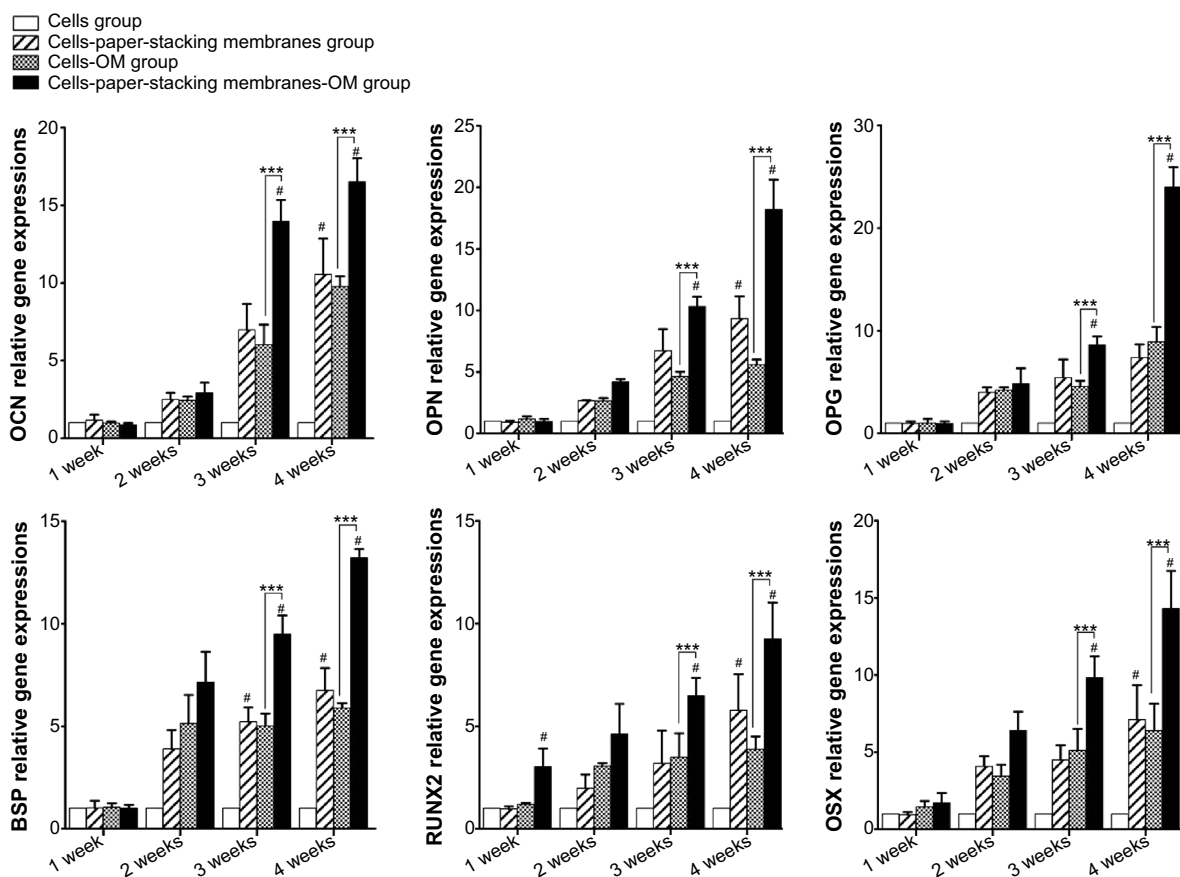 Cells group
Cells-paper-stacking membranes group
Cells-OM group
Cells-paper-stacking membranes-OM group
OCN relative gene expressions
20
15
10
5
0
***
#
#
***
#
1 week
2 weeks
3 weeks
4 weeks
OPN relative gene expressions
25
20
15
10
5
0
***
#
#
***
#
1 week
2 weeks
3 weeks
4 weeks
OPG relative gene expressions
30
20
10
0
***
#
***
#
1 week
2 weeks
3 weeks
4 weeks
BSP relative gene expressions
15
10
5
0
#
***
#
#
***
#
1 week
2 weeks
3 weeks
4 weeks
RUNX2 relative gene expressions
15
10
5
0
#
***
#
#
***
#
1 week
2 weeks
3 weeks
4 weeks
OSX relative gene expressions
20
15
10
5
0
***
#
#
***
#
1 week
2 weeks
3 weeks
4 weeks